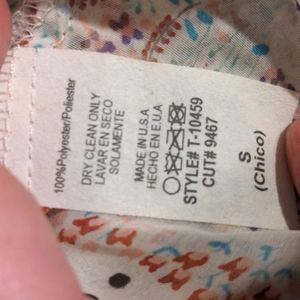 100%Polyester/Poliester
DRY CLEAN ONLY
LAVAR EN SECO
SOLAMENTE
MADE IN U.S.A
HECHO EN E.U.A
STYLE# T-10459
CUT# 9467
S
(Chico)